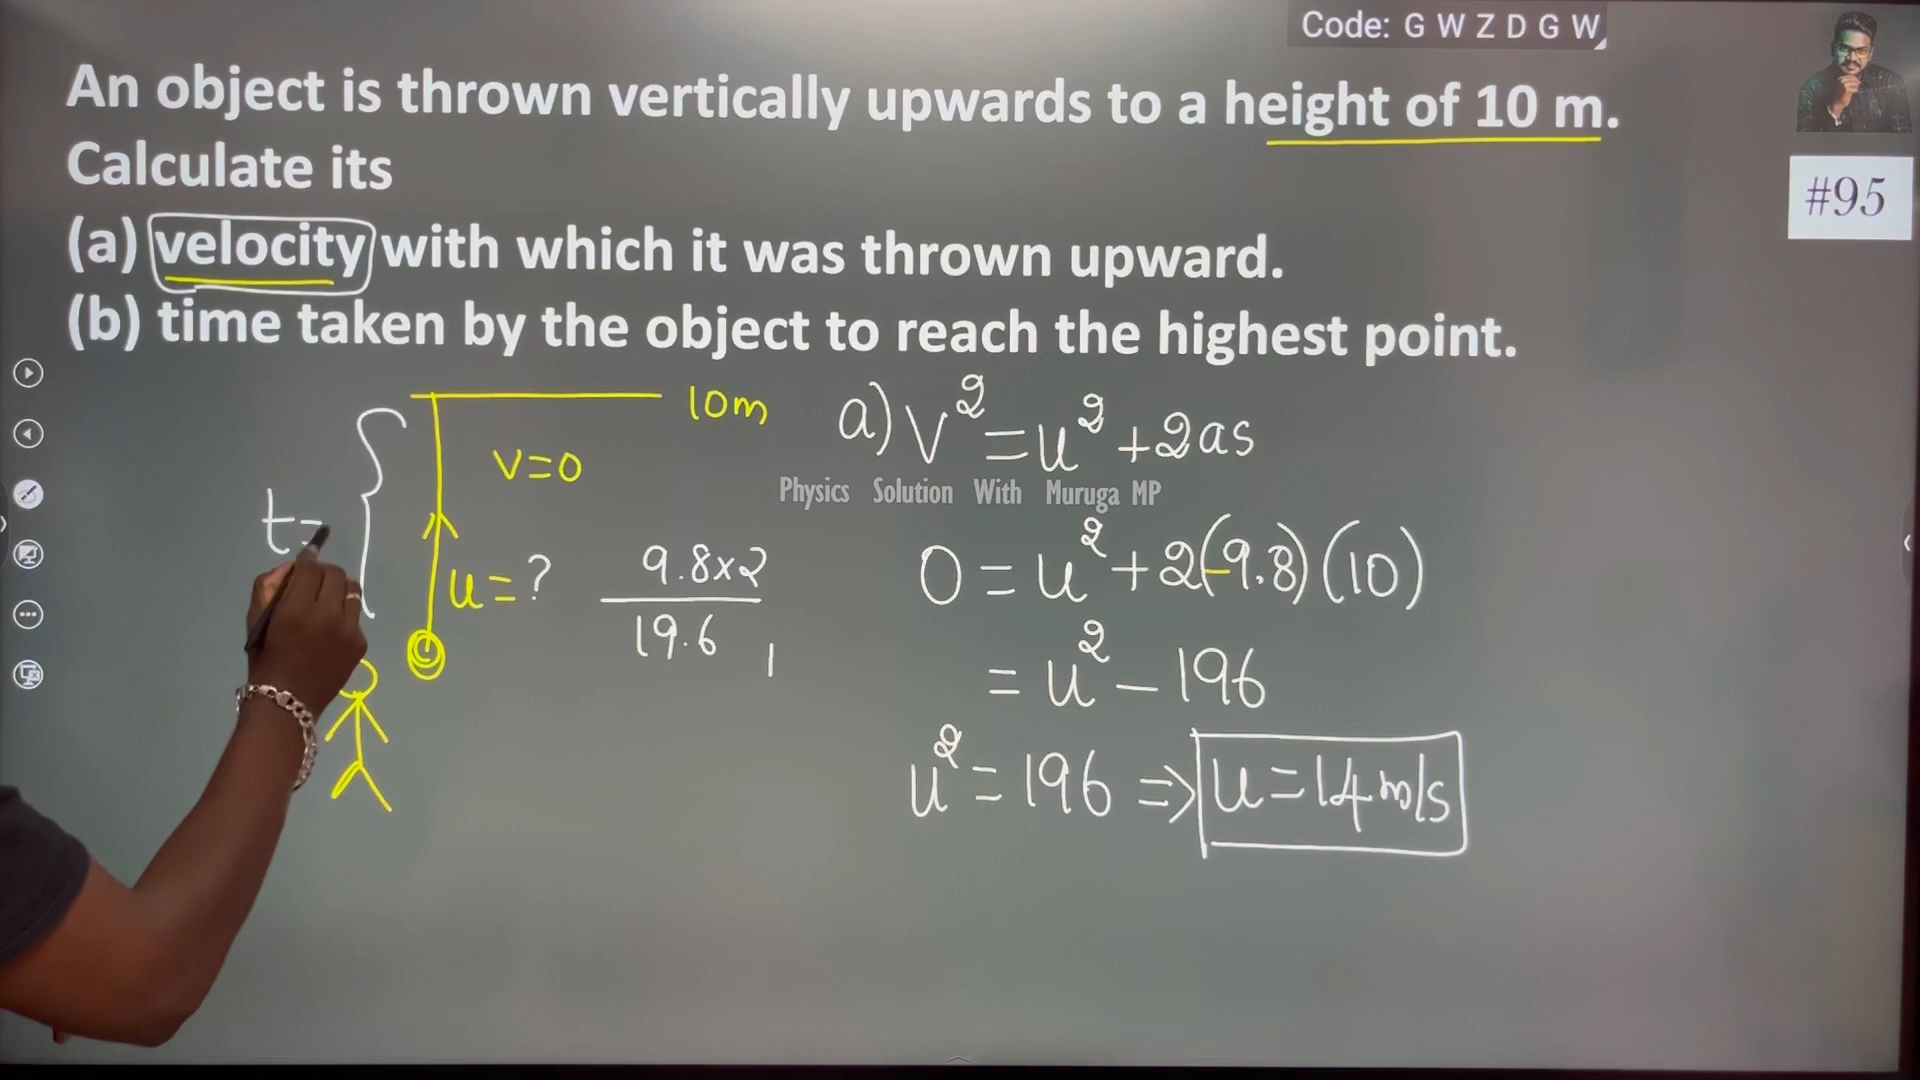 Code: G W Z D G W
An object is thrown vertically upwards to a height of 10 m.
Calculate its
#95
(a) velocity with which it was thrown upward.
(b) time taken by the object to reach the highest point.
10m
a) v² = u² + 2as
v=0
Physics Solution With Muruga MP
t=
u=?
9.8x2
19.6
0 = u² + 2(-9.8)(10)
= u² - 196
u² = 196 ⇒ u = 14 m/s